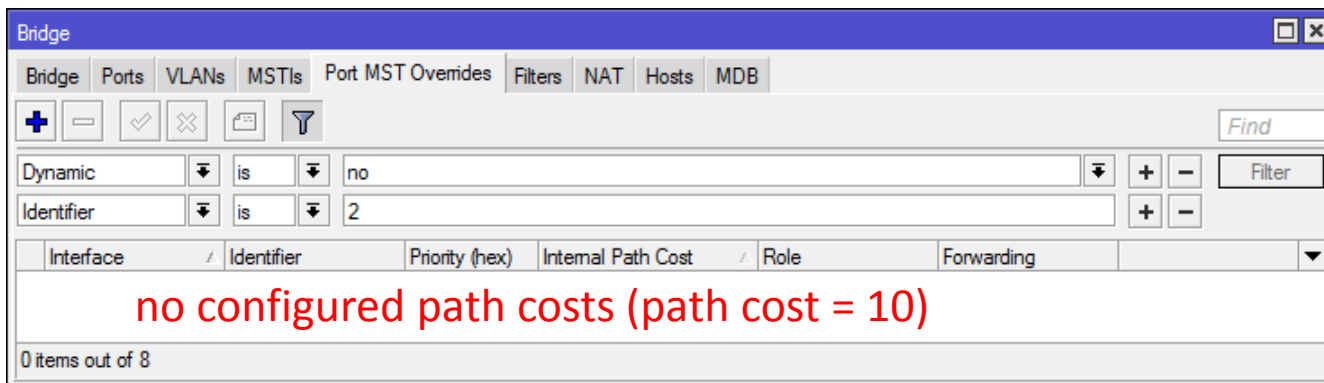 Bridge
Bridge Ports VLANs MSTIs Port MST Overrides Filters NAT Hosts MDB
Find
Dynamic is no Filter
Identifier is 2
Interface Identifier Priority (hex) Internal Path Cost Role Forwarding
no configured path costs (path cost = 10)
0 items out of 8